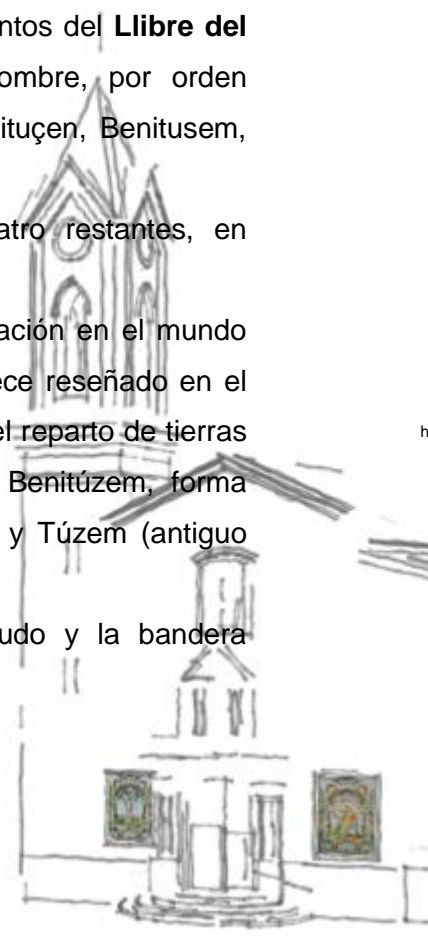 ntos del Llibre del
ombre, por orden
ituçen, Benitusem,
atro restantes, en
ación en el mundo
ece reseñado en el
el reparto de tierras
h
Benitúzem, forma
y Túzem (antiguo
udo y la bandera